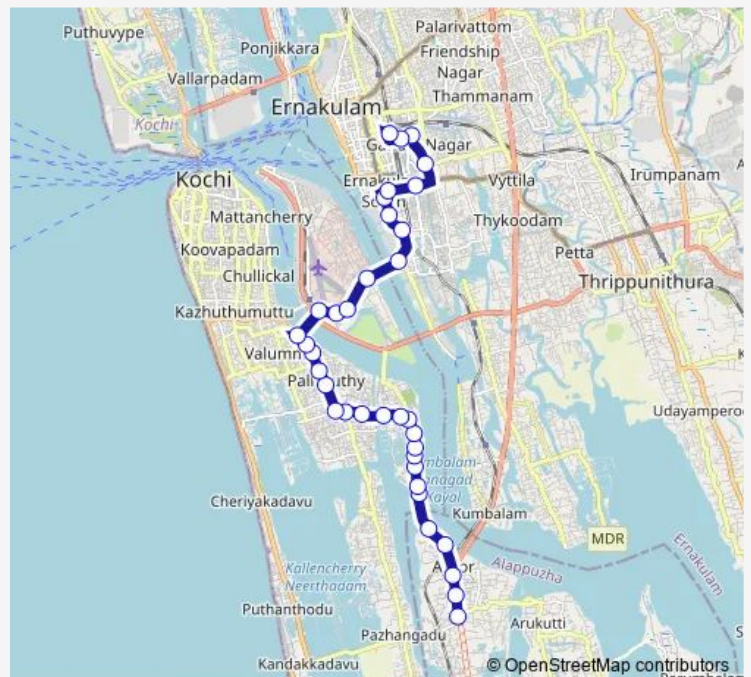 Puthuvype
Palarivattom
Ponjikkara
Friendship
Nagar
Vallarpadam
Thammanam
Ernakulam
Kochi
Nagar
Kochi
Vyttila
Irumpanam
Mattancherry
Thykoodam
Koovapadam
Petta
Chullickal
Thrippunithura
Kazhuthumuttu
Udayampero
Cheriyakadavu
Kumbalam
MDR
Ernakulam
Kallencherry
Neerthadam
Alappuzha
Puthanthodu
Arukutti
Pazhangadu
Kandakkadavu
© OpenStreetMap contributors